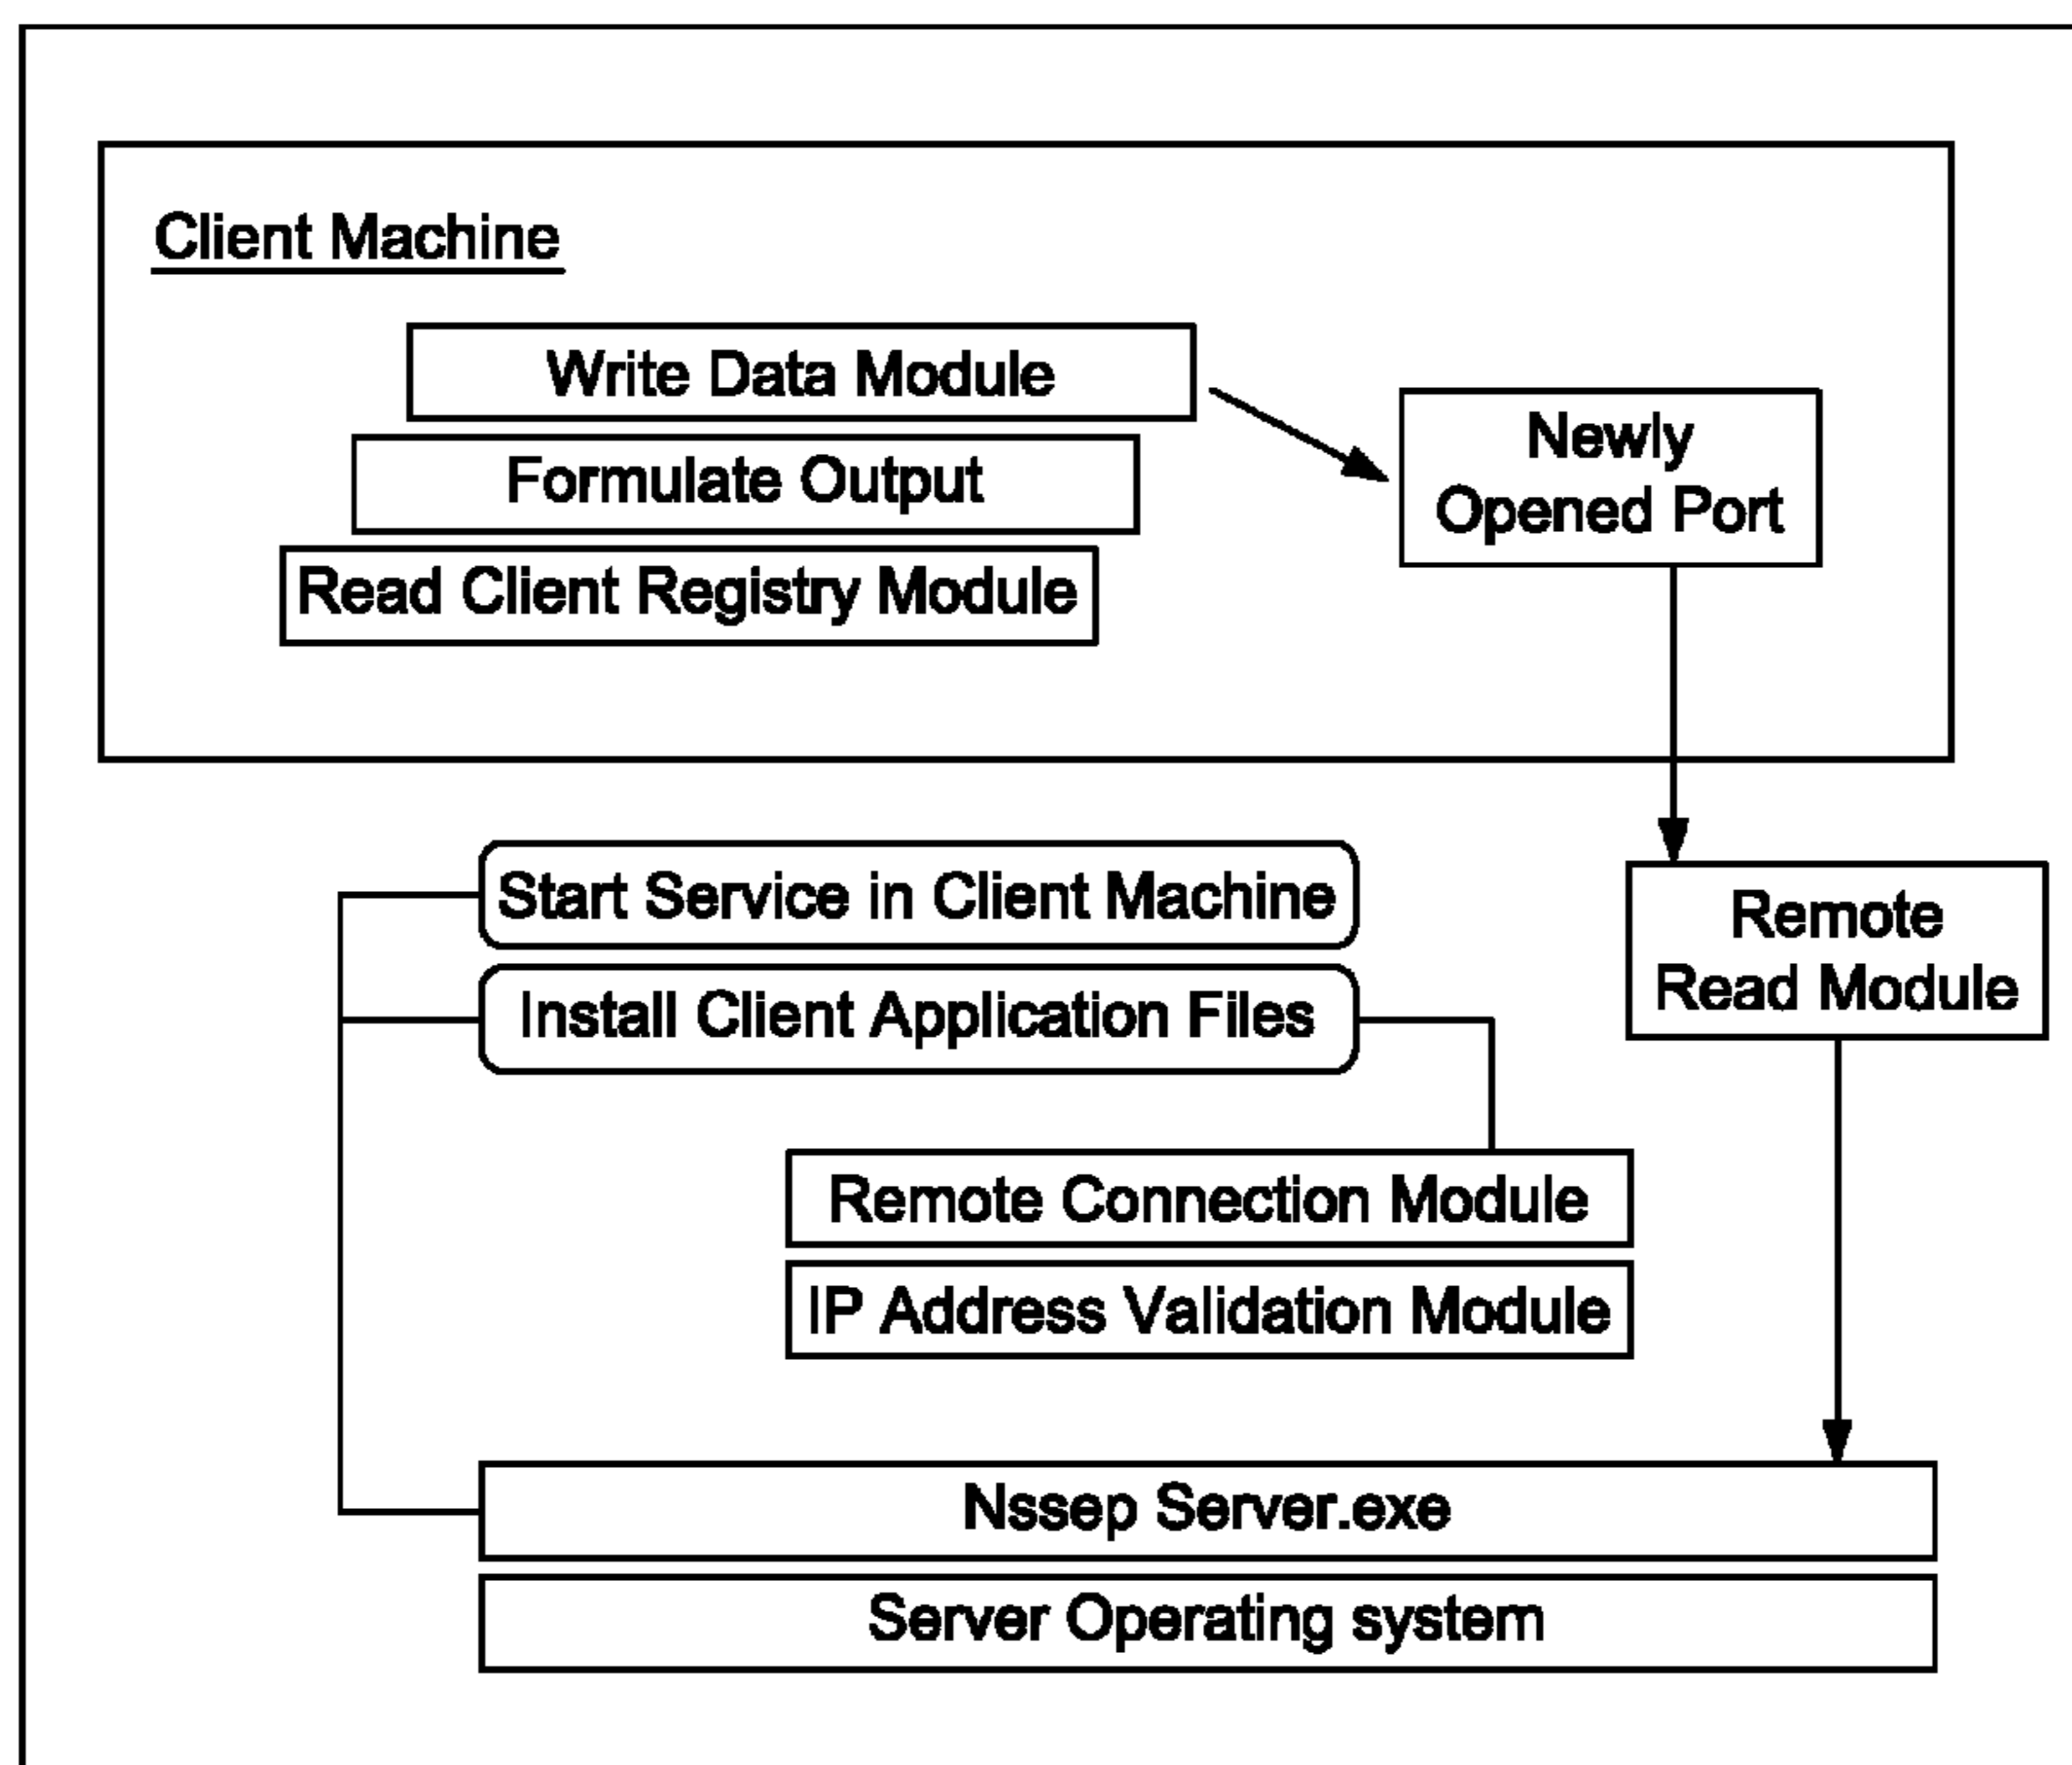 Client Machine
Write Data Module
Formulate Output
Read Client Registry Module
Newly
Opened Port
Start Service in Client Machine
Install Client Application Files
Remote
Read Module
Remote Connection Module
IP Address Validation Module
Nssep Server.exe
Server Operating system